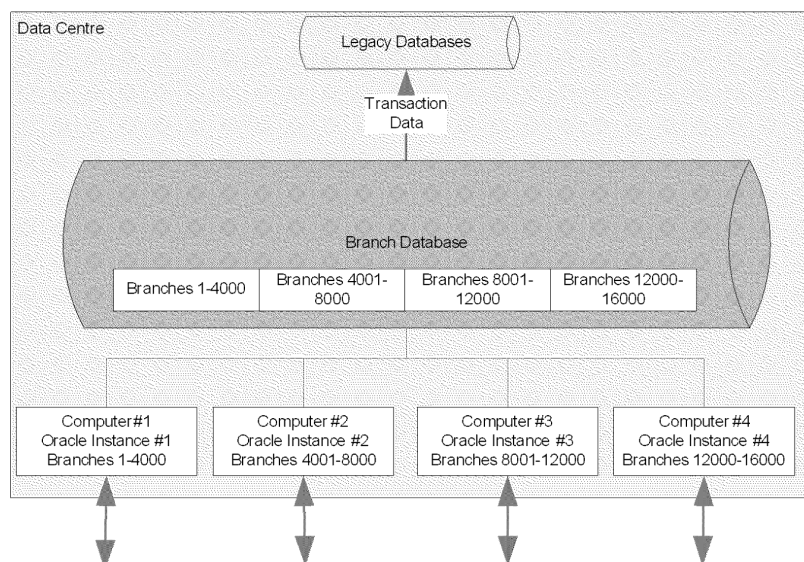 Data Centre
Legacy Databases
Transaction
Data
Branch Database
Branches 1-4000
Branches 4001-
8000
Branches 8001-
12000
Branches 12000-
16000
Computer #1
Oracle Instance #1
Branches 1-4000
Computer #2
Oracle Instance #2
Branches 4001-8000
Computer #3
Oracle Instance #3
Branches 8001-12000
Computer #4
Oracle Instance #4
Branches 12000-16000